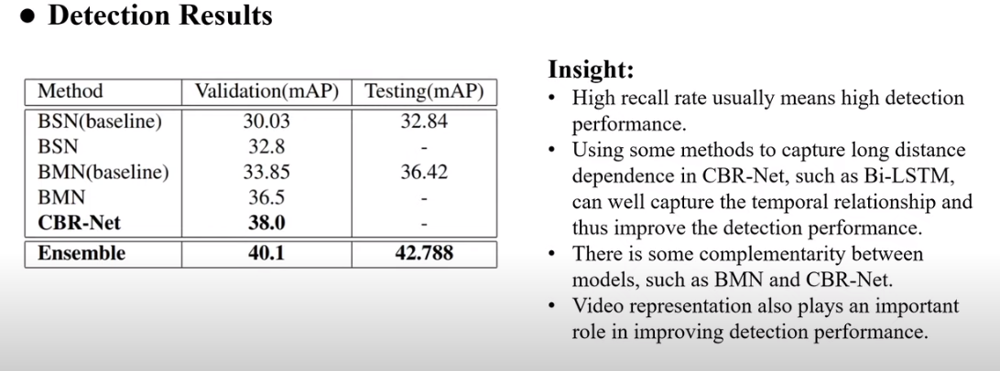 ● Detection Results
Method Validation(mAP) Testing(mAP)
BSN(baseline) 30.03 32.84
BSN 32.8 -
BMN(baseline) 33.85 36.42
BMN 36.5 -
CBR-Net 38.0 -
Ensemble 40.1 42.788
Insight:
• High recall rate usually means high detection
performance.
• Using some methods to capture long distance
dependence in CBR-Net, such as Bi-LSTM,
can well capture the temporal relationship and
thus improve the detection performance.
• There is some complementarity between
models, such as BMN and CBR-Net.
• Video representation also plays an important
role in improving detection performance.